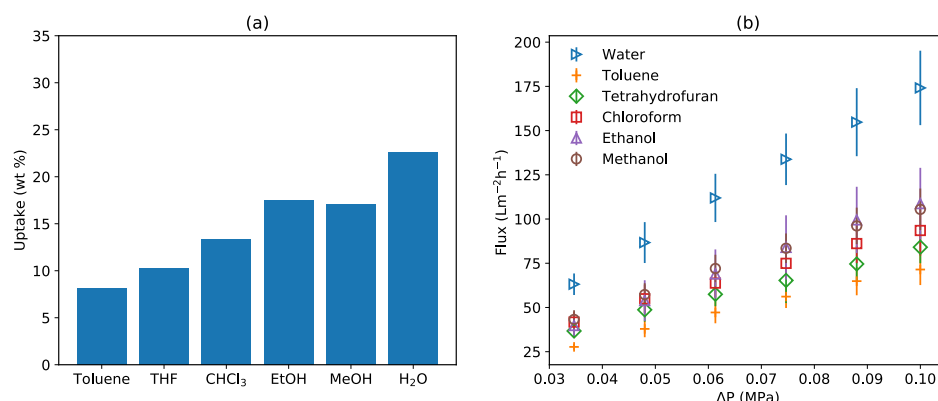 (a)
35
30
25
20
15
10
5
0
Uptake (wt %)
Toluene THF CHCl₃ EtOH MeOH H₂O
(b)
200
175
150
125
100
75
50
25
Flux (Lm⁻²h⁻¹)
Water
Toluene
Tetrahydrofuran
Chloroform
Ethanol
Methanol
0.03 0.04 0.05 0.06 0.07 0.08 0.09 0.10
ΔP (MPa)